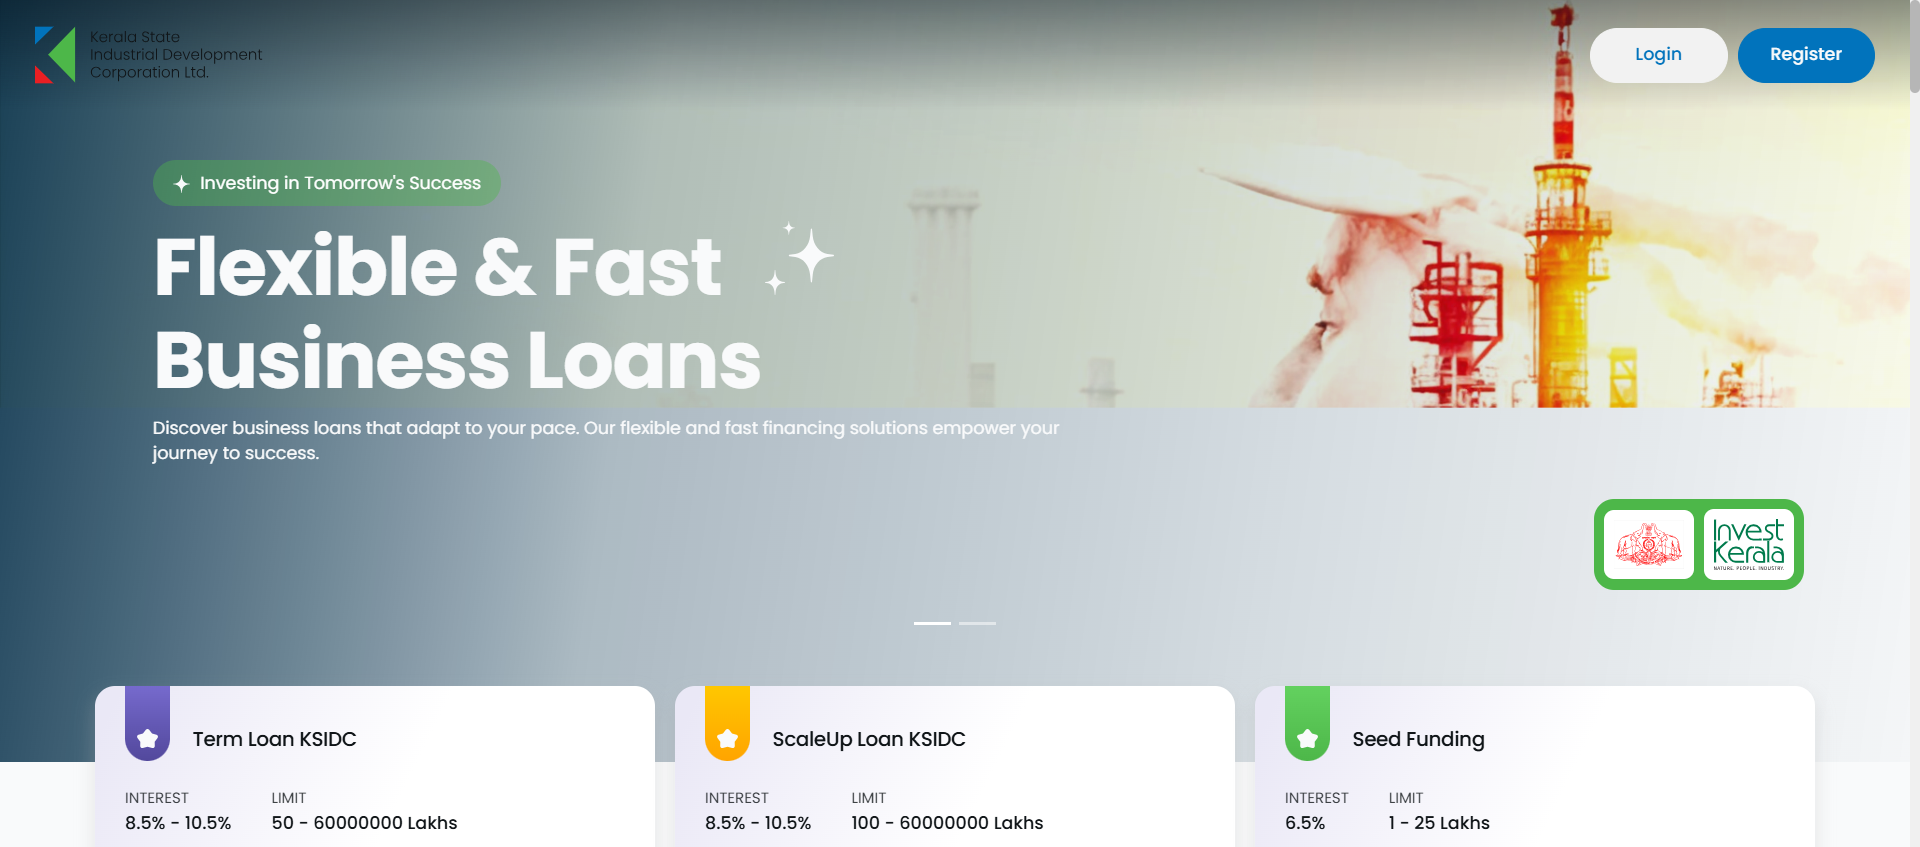 Kerala State
Industrial Development
Corporation Ltd.
Login
Register
Investing in Tomorrow's Success
Flexible & Fast
Business Loans
Discover business loans that adapt to your pace. Our flexible and fast financing solutions empower your
journey to success.
Invest
Kerala
NATURE. PEOPLE. INDUSTRY.
Term Loan KSIDC
INTEREST
LIMIT
8.5% - 10.5%
50 - 60000000 Lakhs
ScaleUp Loan KSIDC
INTEREST
LIMIT
8.5% - 10.5%
100 - 60000000 Lakhs
Seed Funding
INTEREST
LIMIT
6.5%
1 - 25 Lakhs